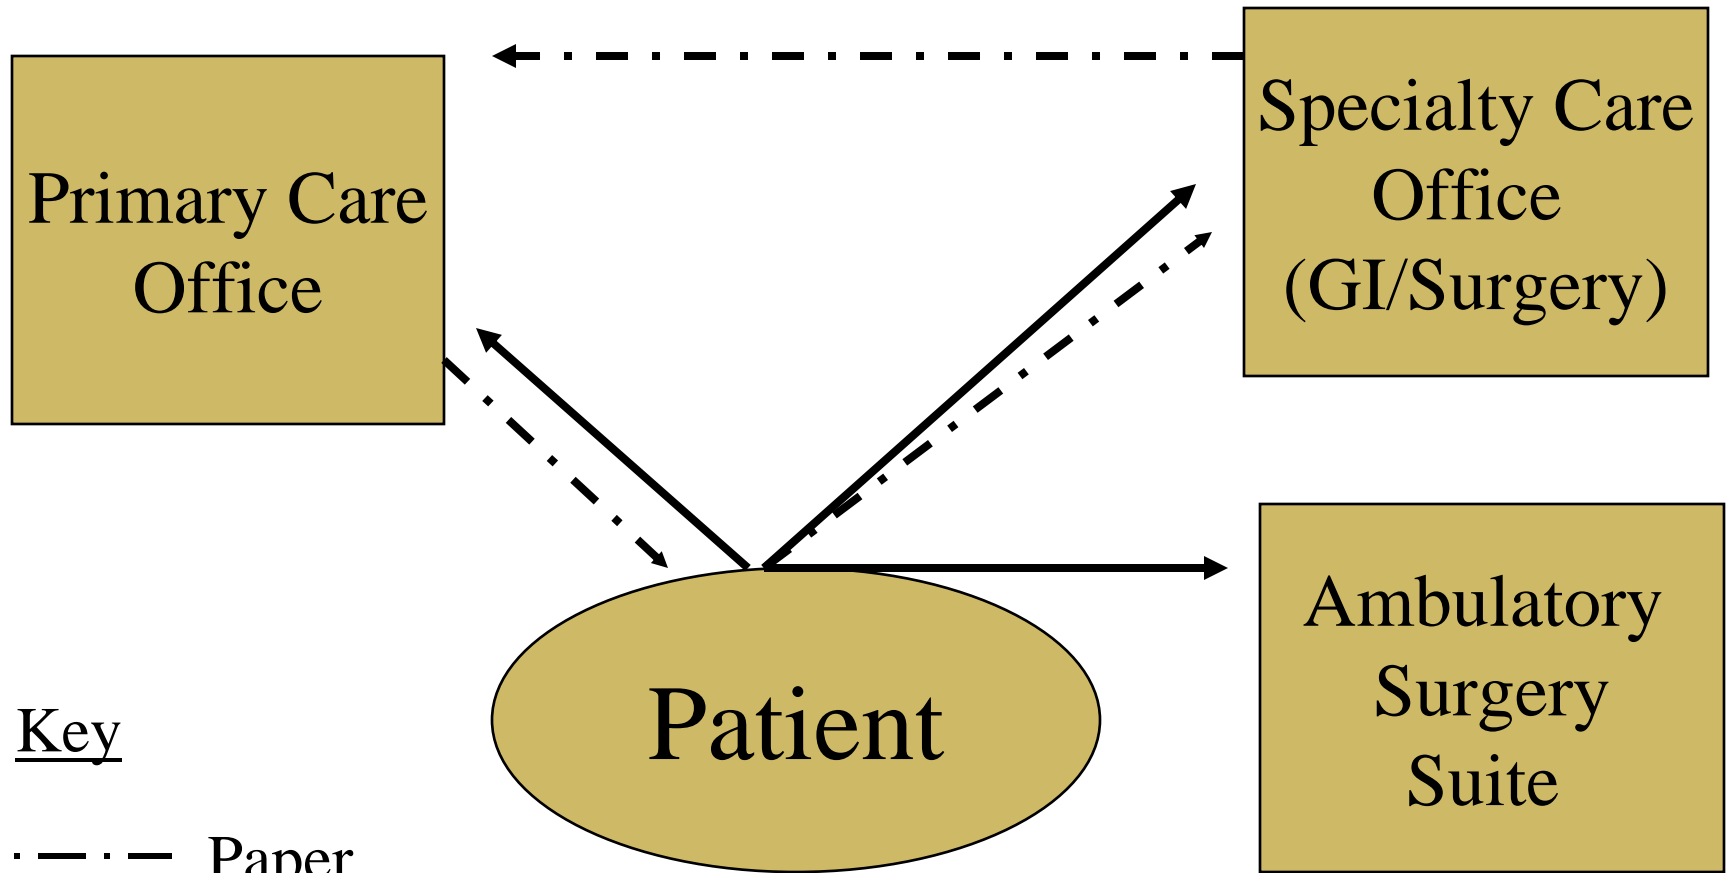 Primary Care
Office
Specialty Care
Office
(GI/Surgery)
Ambulatory
Surgery
Suite
Patient
Key
Paper